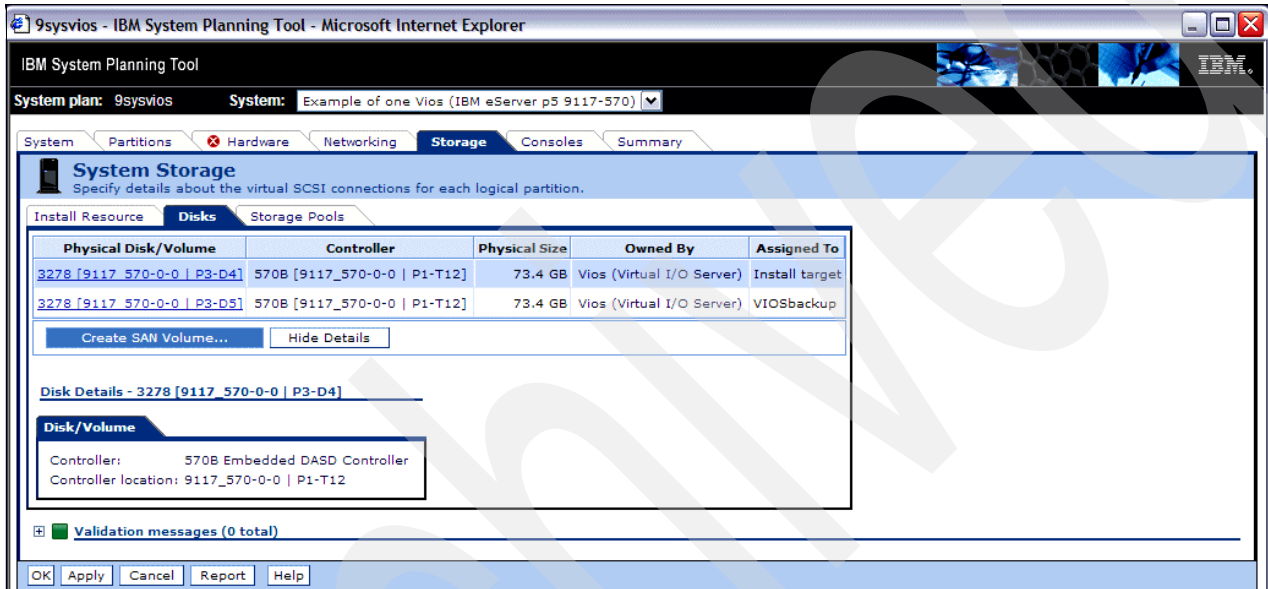 9sysvios - IBM System Planning Tool - Microsoft Internet Explorer
IBM System Planning Tool
IBM.
System plan: 9sysvios System: Example of one Vios (IBM eServer p5 9117-570)
System Partitions Hardware Networking Storage Consoles Summary
System Storage
Specify details about the virtual SCSI connections for each logical partition.
Install Resource Disks Storage Pools
Physical Disk/Volume Controller Physical Size Owned By Assigned To
3278 [9117_570-0-0 | P3-D4] 570B [9117_570-0-0 | P1-T12] 73.4 GB Vios (Virtual I/O Server) Install target
3278 [9117_570-0-0 | P3-D5] 570B [9117_570-0-0 | P1-T12] 73.4 GB Vios (Virtual I/O Server) VIOSbackup
Create SAN Volume... Hide Details
Disk Details - 3278 [9117_570-0-0 | P3-D4]
Disk/Volume
Controller: 570B Embedded DASD Controller
Controller location: 9117_570-0-0 | P1-T12
Validation messages (0 total)
OK Apply Cancel Report Help